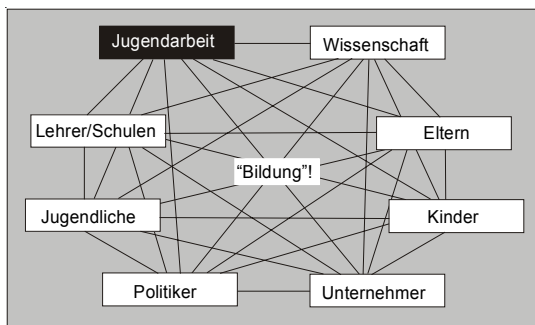 Jugendarbeit
Wissenschaft
Lehrer/Schulen
Eltern
“Bildung”!
Jugendliche
Kinder
Politiker
Unternehmer